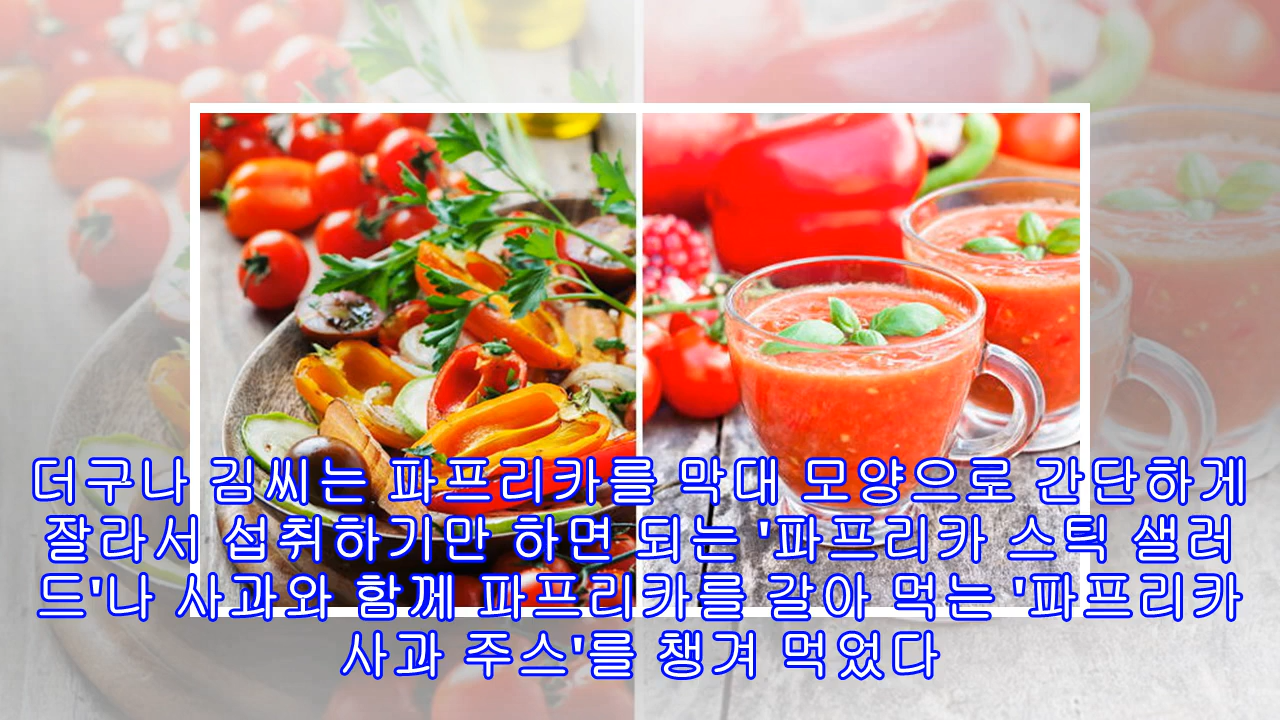 더구나 김씨는 파프리카를 막대 모양으로 간단하게
잘라서 섭취하기만 하면 되는 '파프리카 스틱 샐러
드'나 사과와 함께 파프리카를 갈아 먹는 '파프리카
사과 주스'를 챙겨 먹었다